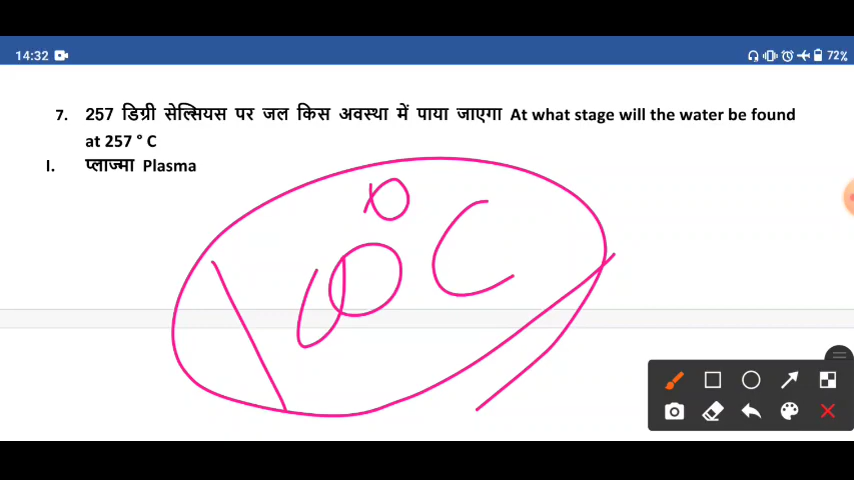 14:32
72%
7. 257 डिग्री सेल्सियस पर जल किस अवस्था में पाया जाएगा At what stage will the water be found
at 257 ° C
I. प्लाज्मा Plasma
100 °C